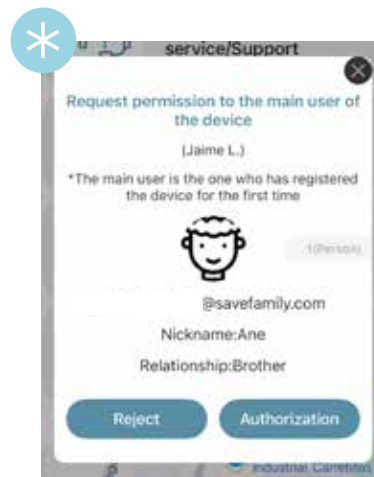 service/Support
Request permission to the main user of
the device
(Jaime L.)
*The main user is the one who has registered
the device for the first time
1(Person)
@savefamily.com
Nickname:Ane
Relationship:Brother
Reject
Authorization
Industrial Carretitas